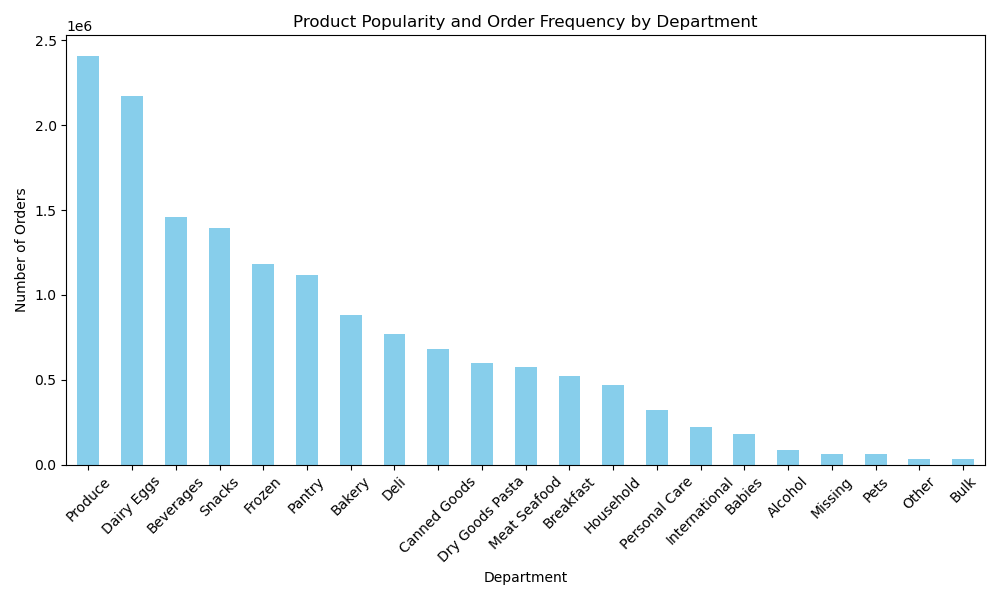 Product Popularity and Order Frequency by Department
1e6
2.5
2.0
1.5
1.0
0.5
0.0
Number of Orders
Produce
Dairy Eggs
Beverages
Snacks
Frozen
Pantry
Bakery
Deli
Canned Goods
Dry Goods Pasta
Meat Seafood
Breakfast
Household
Personal Care
International
Babies
Alcohol
Missing
Pets
Other
Bulk
Department